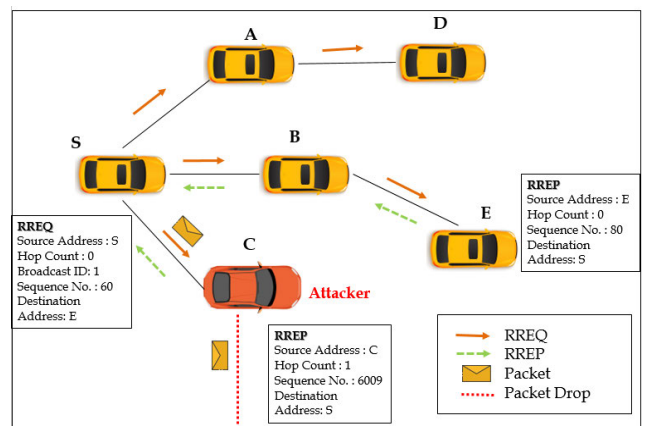 A
D
S
B
E
C
Attacker
RREQ
Source Address : S
Hop Count : 0
Broadcast ID: 1
Sequence No. : 60
Destination
Address: E
RREP
Source Address : E
Hop Count : 0
Sequence No. : 80
Destination
Address: S
RREP
Source Address : C
Hop Count : 1
Sequence No. : 6009
Destination
Address: S
RREQ
RREP
Packet
Packet Drop